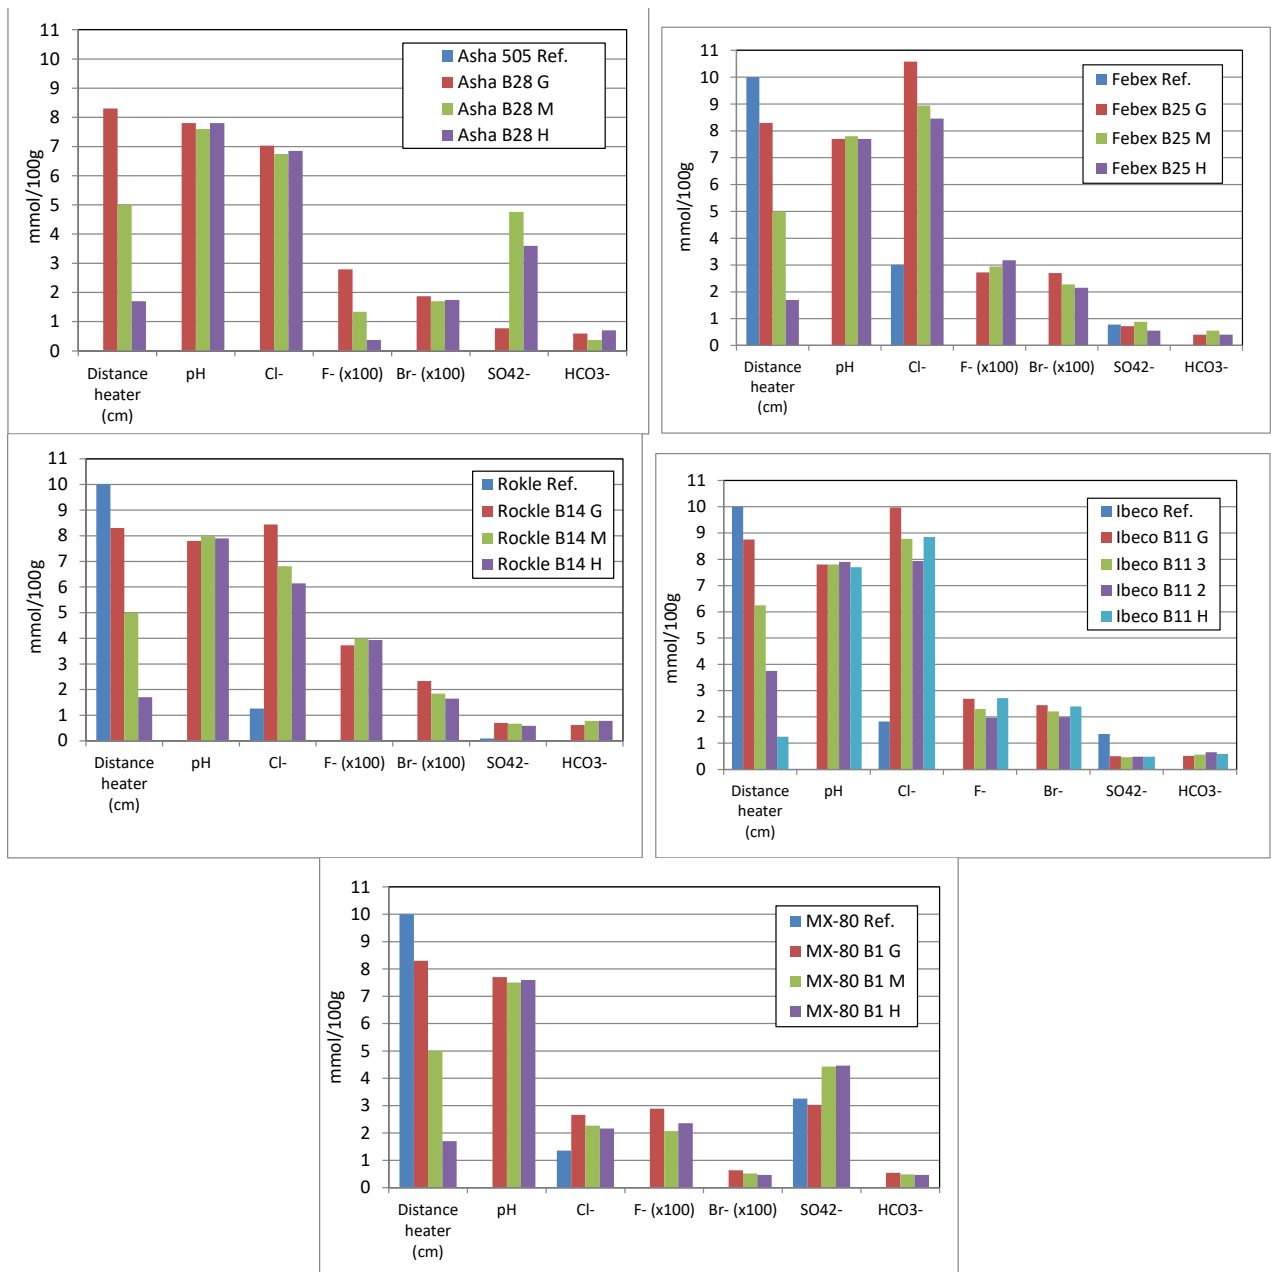 mmol/100g
11
10
9
8
7
6
5
4
3
2
1
0
Asha 505 Ref.
Asha B28 G
Asha B28 M
Asha B28 H
Distance heater (cm)
pH
Cl-
F- (x100)
Br- (x100)
SO42-
HCO3-
mmol/100g
11
10
9
8
7
6
5
4
3
2
1
0
Febex Ref.
Febex B25 G
Febex B25 M
Febex B25 H
Distance
heater
(cm)
pH
Cl-
F- (x100)
Br- (x100)
SO42-
HCO3-
mmol/100g
11
10
9
8
7
6
5
4
3
2
1
0
Rokle Ref.
Rockle B14 G
Rockle B14 M
Rockle B14 H
Distance
heater
(cm)
pH
Cl-
F- (x100)
Br- (x100)
SO42-
HCO3-
mmol/100g
11
10
9
8
7
6
5
4
3
2
1
0
Ibeco Ref.
Ibeco B11 G
Ibeco B11 3
Ibeco B11 2
Ibeco B11 H
Distance
heater
(cm)
pH
Cl-
F-
Br-
SO42-
HCO3-
mmol/100g
11
10
9
8
7
6
5
4
3
2
1
0
MX-80 Ref.
MX-80 B1 G
MX-80 B1 M
MX-80 B1 H
Distance
heater
(cm)
pH
Cl-
F- (x100)
Br- (x100)
SO42-
HCO3-